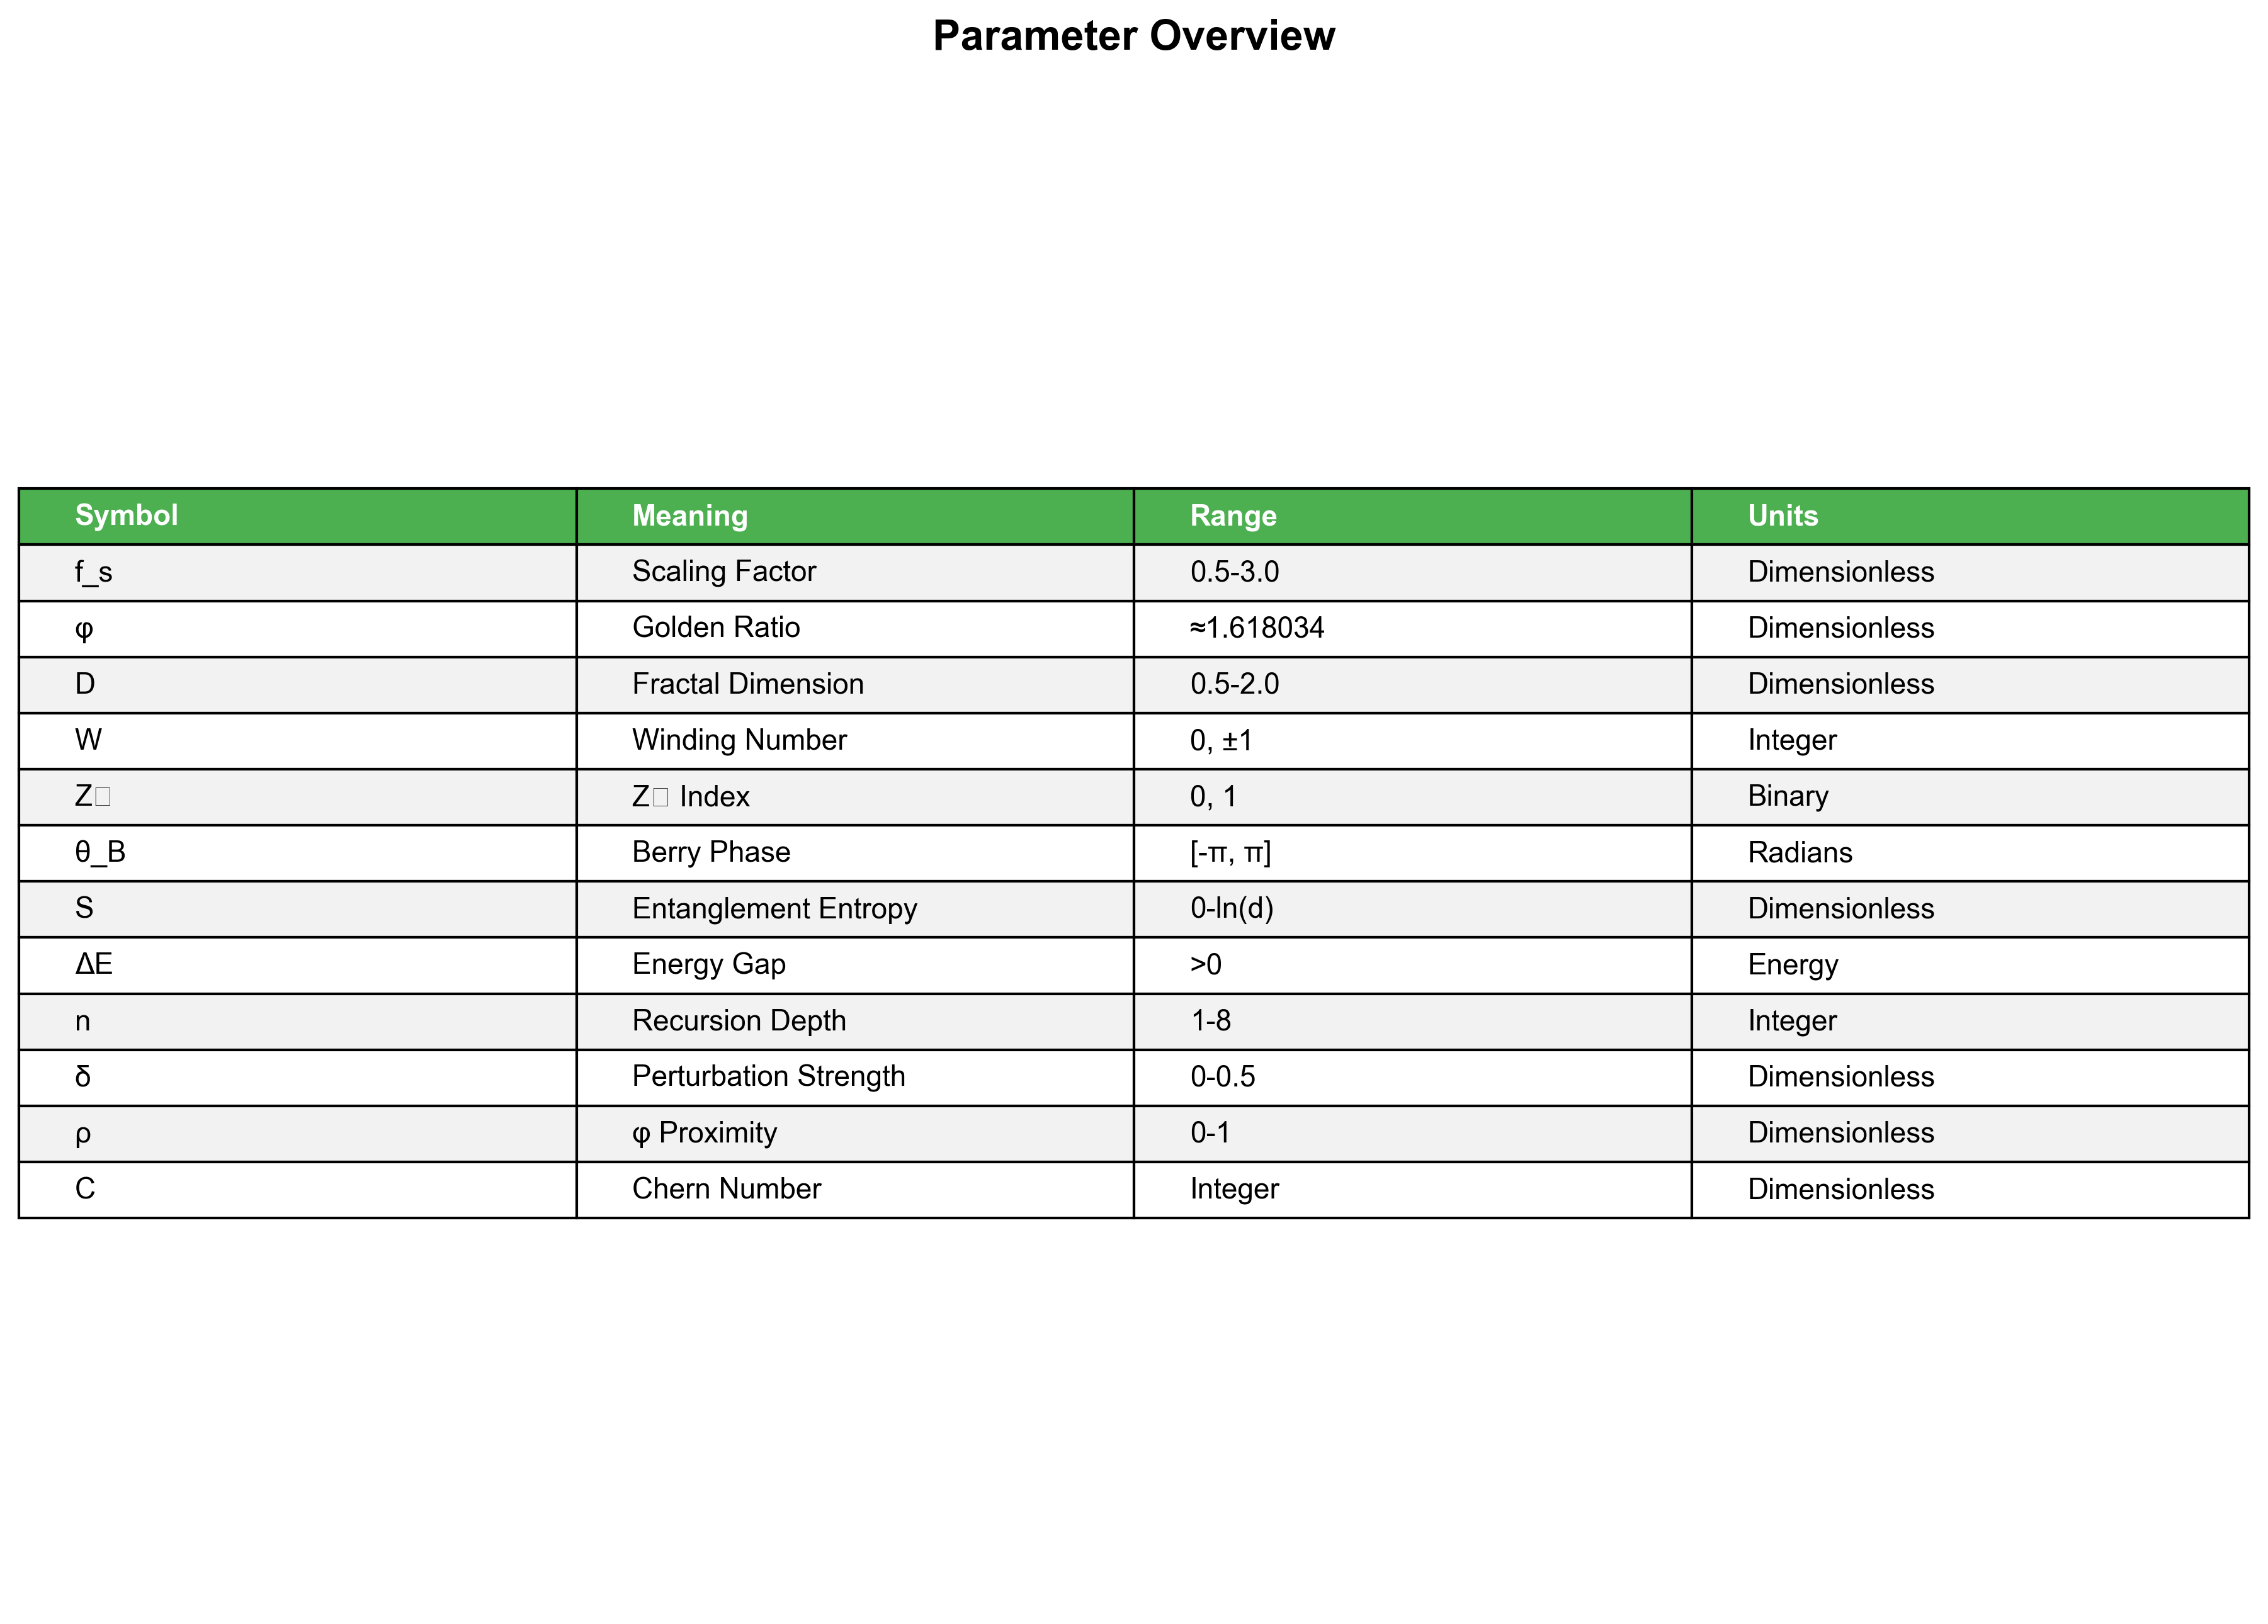 Parameter Overview
Symbol Meaning Range Units
f_s Scaling Factor 0.5-3.0 Dimensionless
φ Golden Ratio ≈1.618034 Dimensionless
D Fractal Dimension 0.5-2.0 Dimensionless
W Winding Number 0, ±1 Integer
Z□ Z□ Index 0, 1 Binary
θ_B Berry Phase [-π, π] Radians
S Entanglement Entropy 0-ln(d) Dimensionless
ΔE Energy Gap >0 Energy
n Recursion Depth 1-8 Integer
δ Perturbation Strength 0-0.5 Dimensionless
ρ φ Proximity 0-1 Dimensionless
C Chern Number Integer Dimensionless